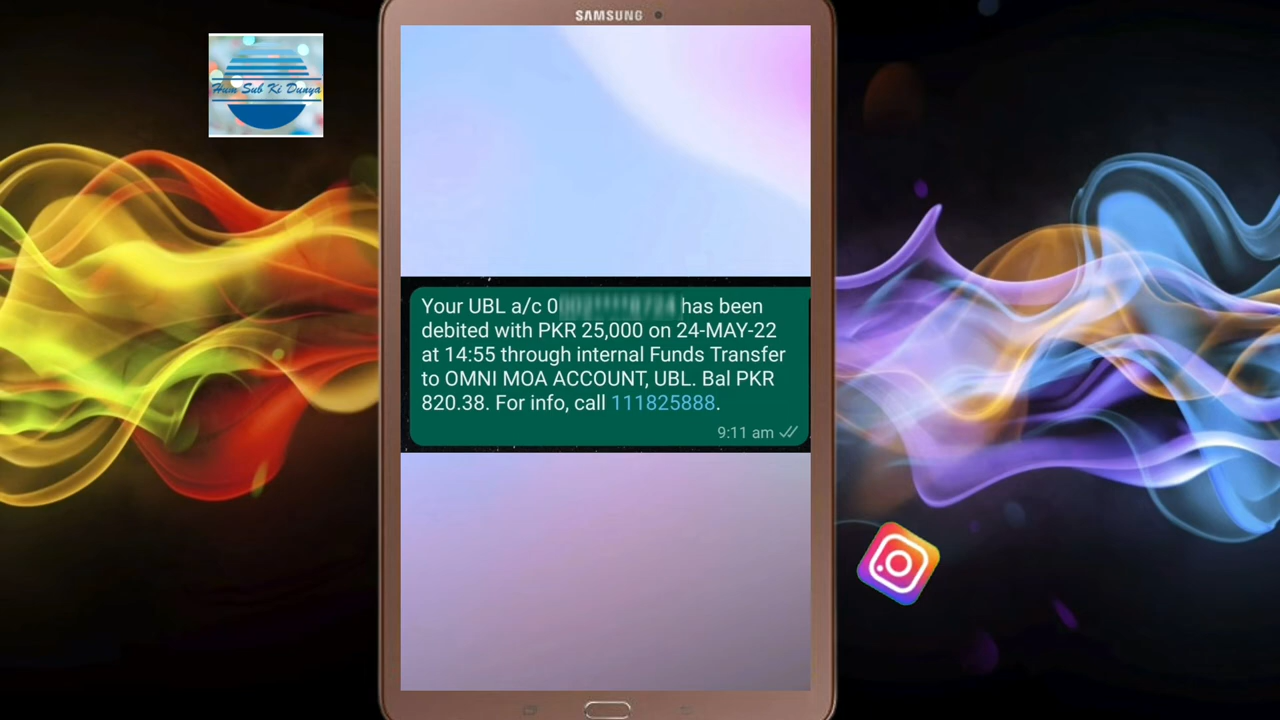 SAMSUNG
Hum Sub Ki Dunya
Your UBL a/c 0 has been
debited with PKR 25,000 on 24-MAY-22
at 14:55 through internal Funds Transfer
to OMNI MOA ACCOUNT, UBL. Bal PKR
820.38. For info, call 111825888.
9:11 am